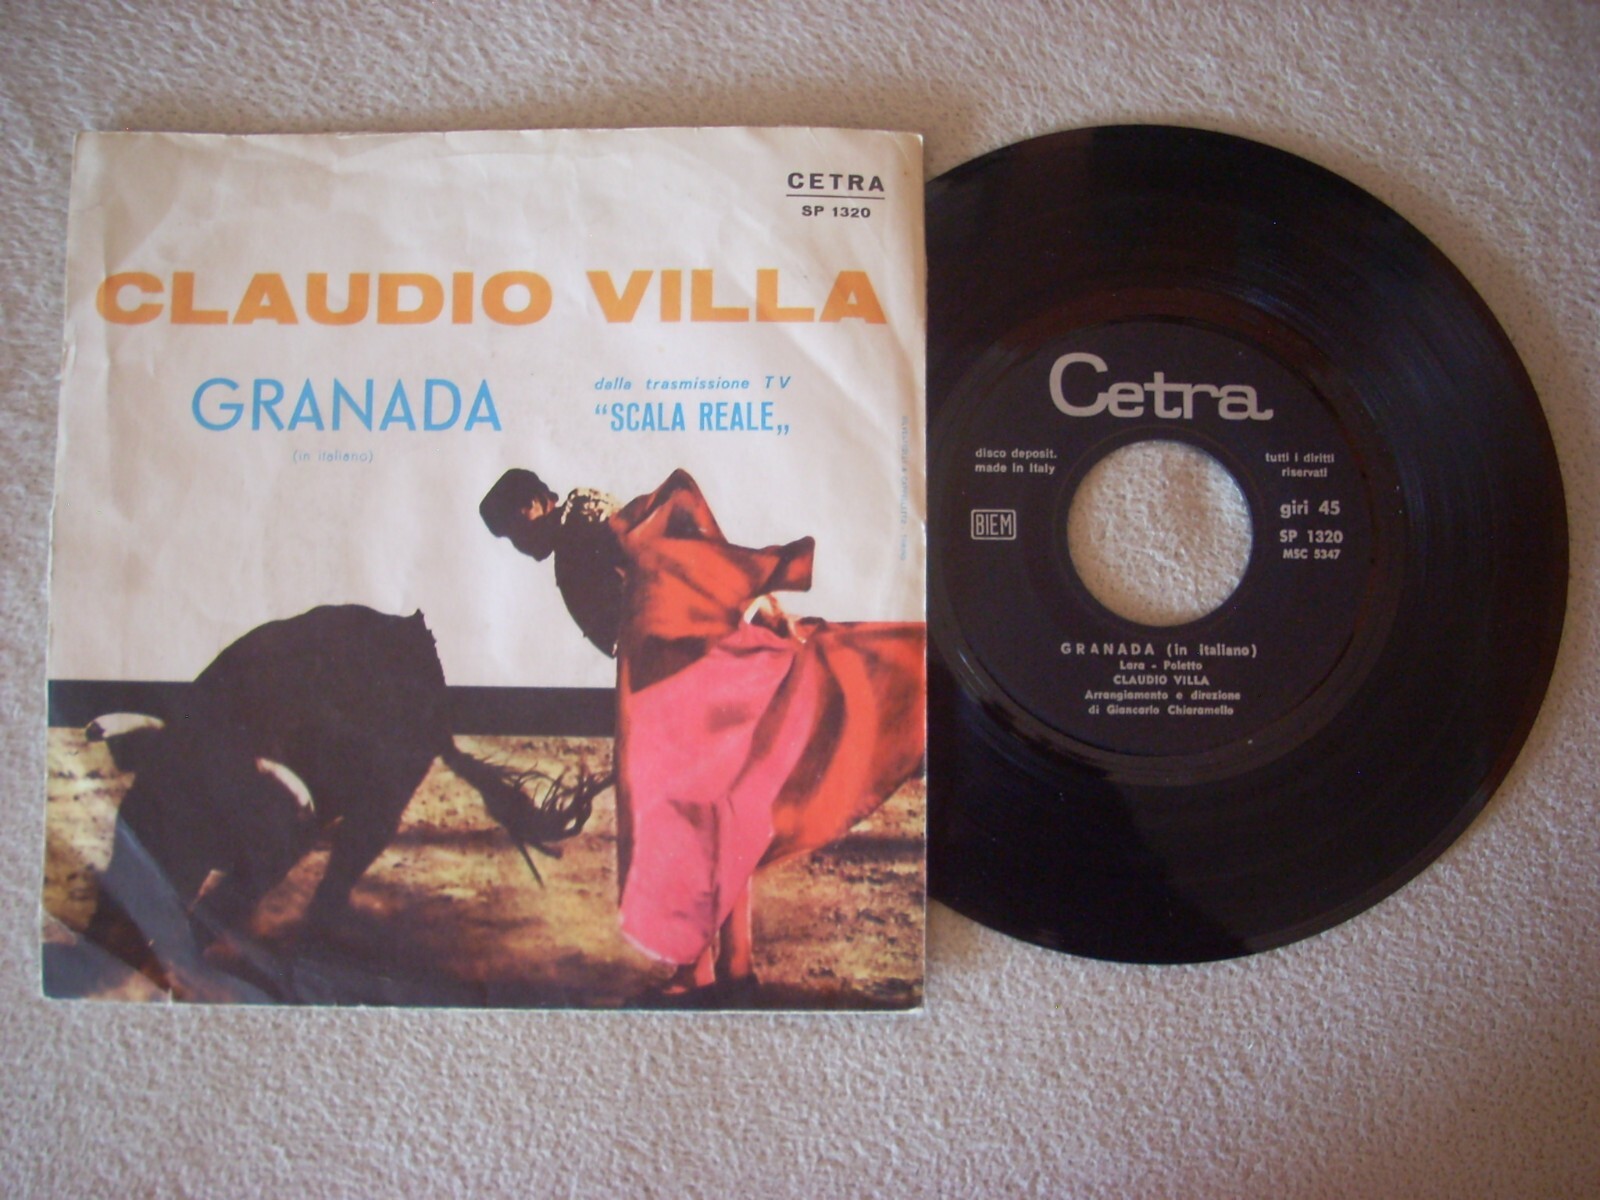 CETRA
SP 1320
CLAUDIO VILLA
GRANADA
(in italiano)
dalla trasmissione TV
“SCALA REALE„
Cetra
disco deposit.
made in Italy
tutti i diritti
riservati
BIEM
giri 45
SP 1320
MSC 5347
GRANADA (in italiano)
Lara - Poletto
CLAUDIO VILLA
Arrangiamento e direzione
di Giancarlo Chiaramello